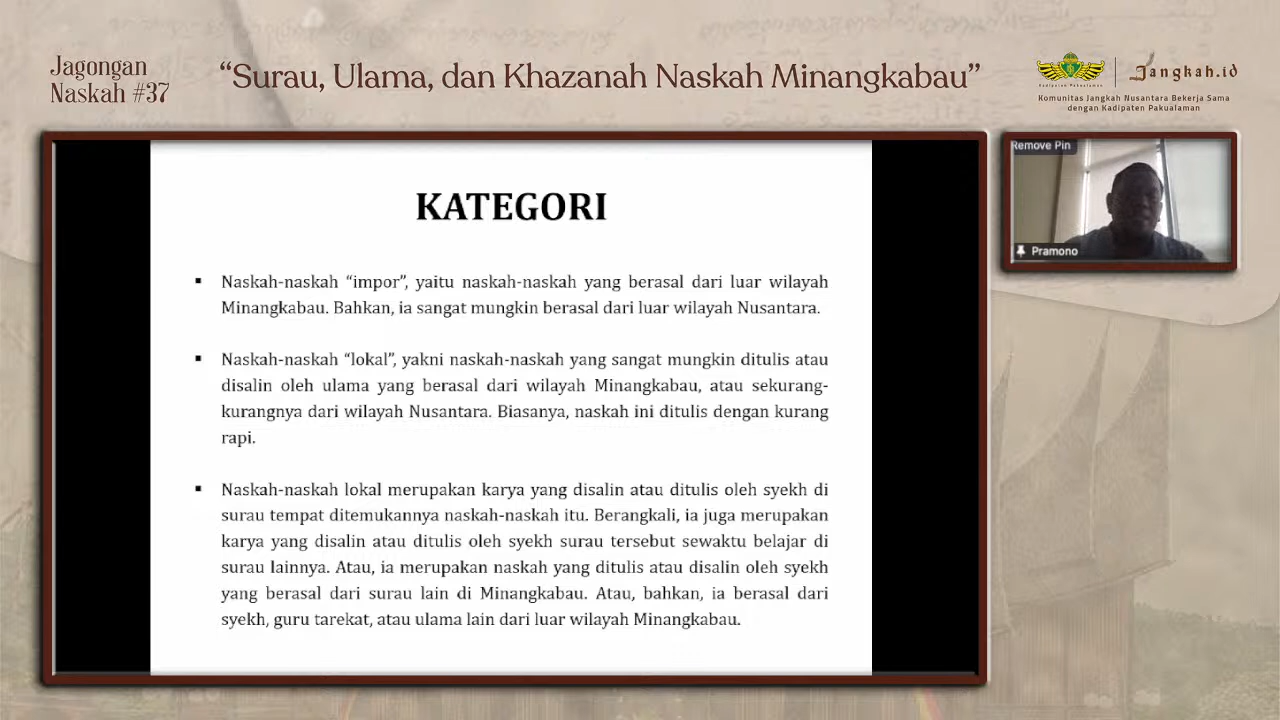 Jagongan
Naskah #37
“Surau, Ulama, dan Khazanah Naskah Minangkabau”
Kadipaten Pakualaman
Jangkah.id
Komunitas Jangkah Nusantara Bekerja Sama
dengan Kadipaten Pakualaman
KATEGORI
▪ Naskah-naskah “impor”, yaitu naskah-naskah yang berasal dari luar wilayah
Minangkabau. Bahkan, ia sangat mungkin berasal dari luar wilayah Nusantara.
▪ Naskah-naskah “lokal”, yakni naskah-naskah yang sangat mungkin ditulis atau
disalin oleh ulama yang berasal dari wilayah Minangkabau, atau sekurang-
kurangnya dari wilayah Nusantara. Biasanya, naskah ini ditulis dengan kurang
rapi.
▪ Naskah-naskah lokal merupakan karya yang disalin atau ditulis oleh syekh di
surau tempat ditemukannya naskah-naskah itu. Berangkali, ia juga merupakan
karya yang disalin atau ditulis oleh syekh surau tersebut sewaktu belajar di
surau lainnya. Atau, ia merupakan naskah yang ditulis atau disalin oleh syekh
yang berasal dari surau lain di Minangkabau. Atau, bahkan, ia berasal dari
syekh, guru tarekat, atau ulama lain dari luar wilayah Minangkabau.
Remove Pin
Pramono